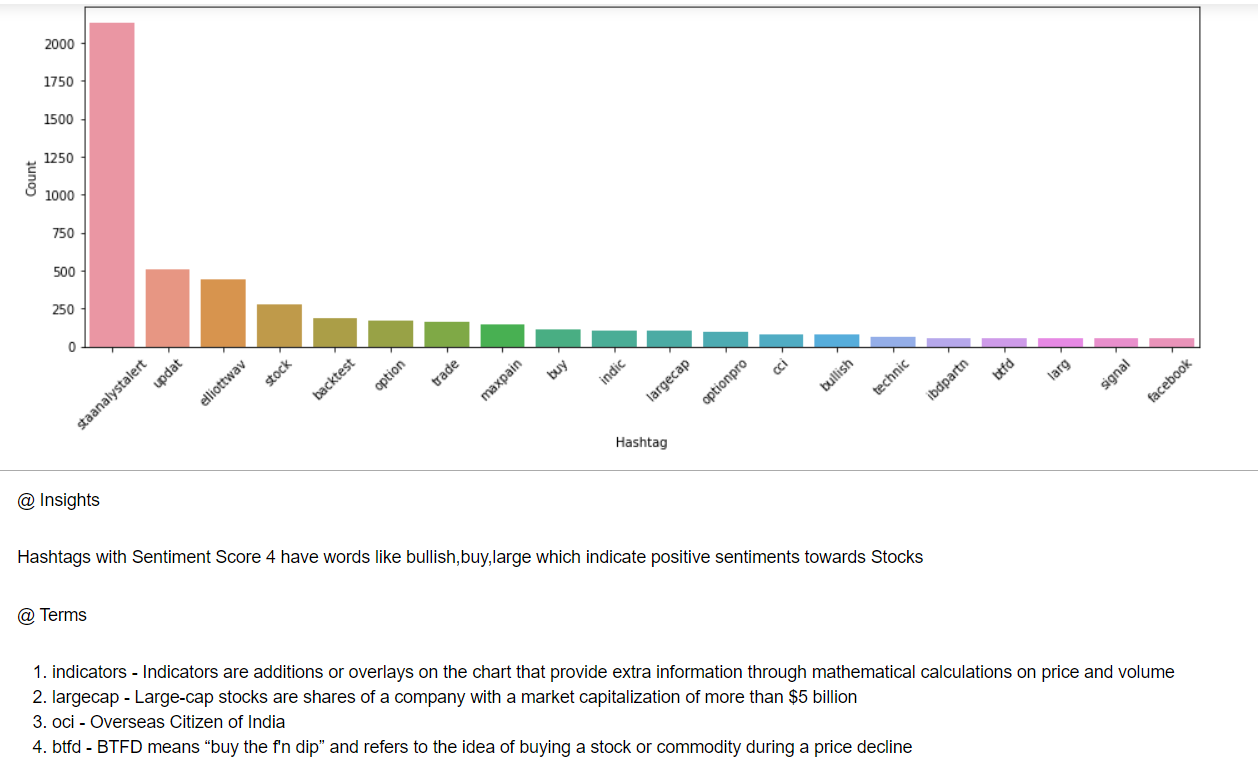 2000
1750
1500
1250
1000
750
500
250
0
Count
staanalystalert
updat
elliottwav
stock
backtest
option
trade
maxpain
buy
indic
largecap
optionpro
cci
bullish
technic
ibdpartn
btfd
larg
signal
facebook
Hashtag
@ Insights
Hashtags with Sentiment Score 4 have words like bullish,buy,large which indicate positive sentiments towards Stocks
@ Terms
1. indicators - Indicators are additions or overlays on the chart that provide extra information through mathematical calculations on price and volume
2. largecap - Large-cap stocks are shares of a company with a market capitalization of more than $5 billion
3. oci - Overseas Citizen of India
4. btfd - BTFD means “buy the f'n dip” and refers to the idea of buying a stock or commodity during a price decline